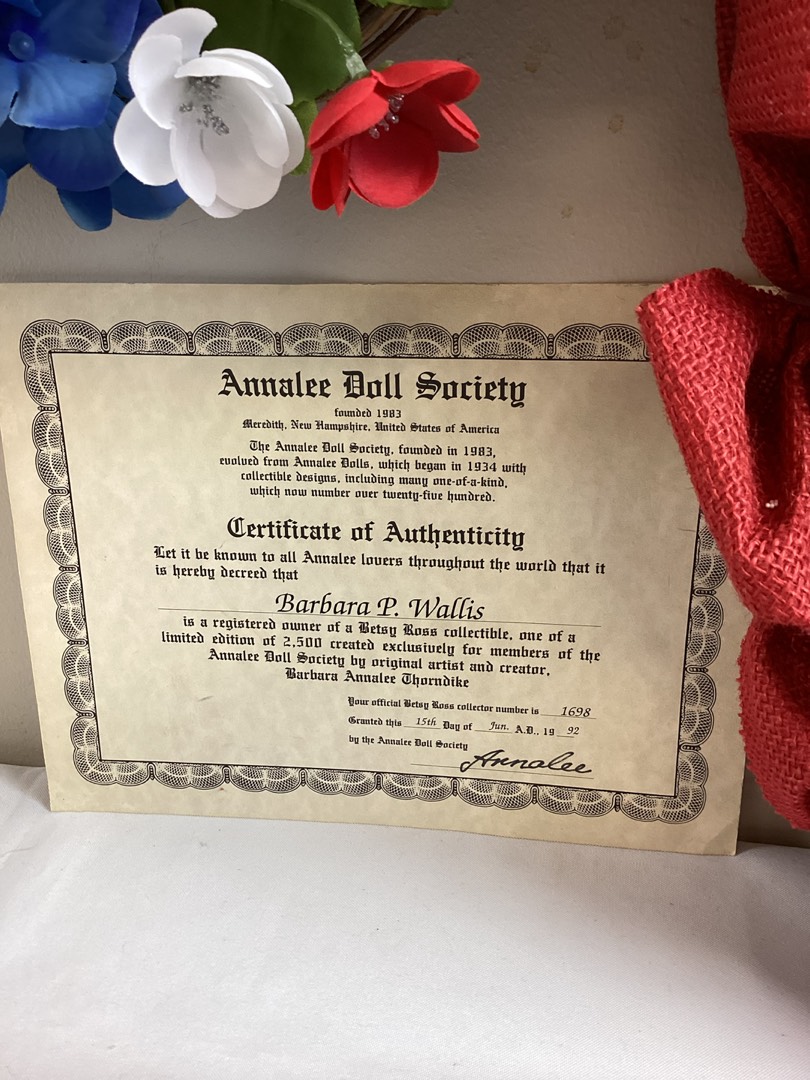 Annalee Doll Society
founded 1983
Meredith, New Hampshire, United States of America
The Annalee Doll Society, founded in 1983,
evolved from Annalee Dolls, which began in 1934 with
collectible designs, including many one-of-a-kind,
which now number over twenty-five hundred.
Certificate of Authenticity
Let it be known to all Annalee lovers throughout the world that it
is hereby decreed that
Barbara P. Wallis
is a registered owner of a Betsy Ross collectible, one of a
limited edition of 2,500 created exclusively for members of the
Annalee Doll Society by original artist and creator,
Barbara Annalee Thorndike
Your official Betsy Ross collector number is 1698
Granted this 15th Day of Jun. A.D., 19 92
by the Annalee Doll Society
Annalee